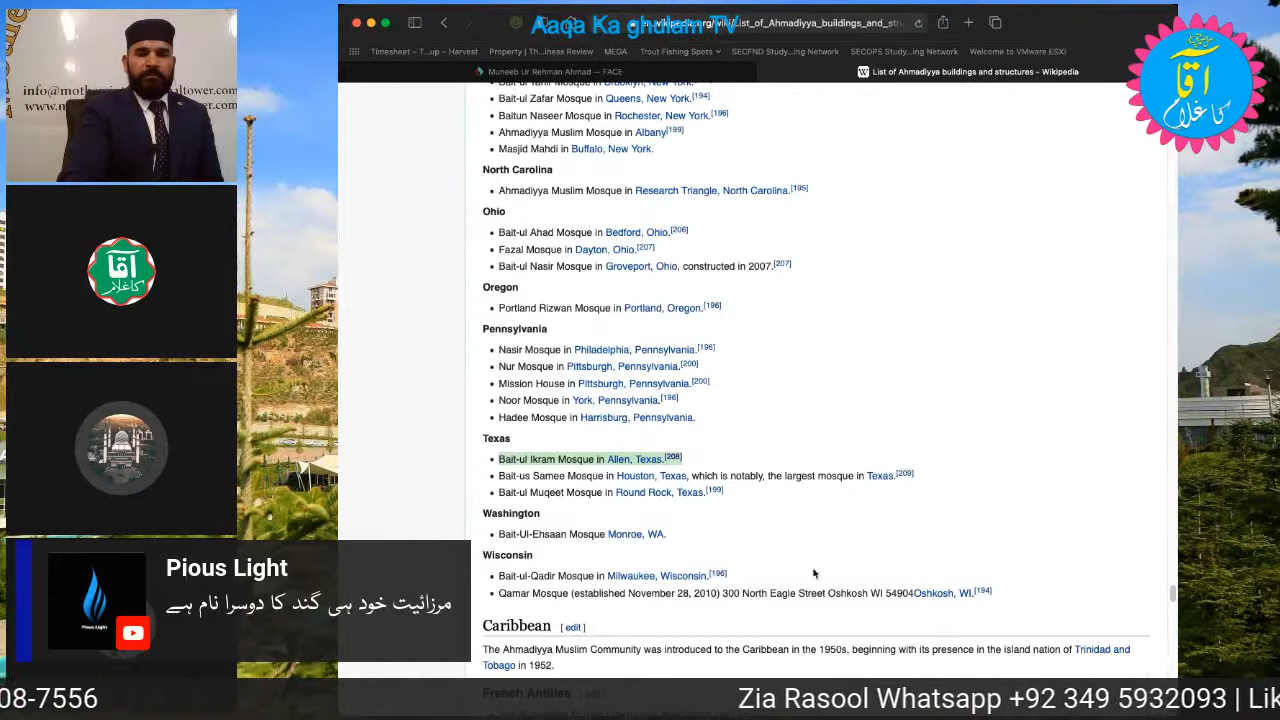 Aaqa Ka ghulam TV
Timesheet – T...up – Harvest
Property | Th...iness Review
MEGA
Trout Fishing Spots
SECFND Study...ing Network
SECOPS Study...ing Network
Welcome to VMware ESXi
Muneeb Ur Rehman Ahmad — FACE
List of Ahmadiyya buildings and structures - Wikipedia
آقا
کا غلام
• Bait-ul Zafar Mosque in Queens, New York.[194]
• Baitun Naseer Mosque in Rochester, New York.[196]
• Ahmadiyya Muslim Mosque in Albany[199]
• Masjid Mahdi in Buffalo, New York.
North Carolina
• Ahmadiyya Muslim Mosque in Research Triangle, North Carolina.[195]
Ohio
• Bait-ul Ahad Mosque in Bedford, Ohio.[206]
• Fazal Mosque in Dayton, Ohio.[207]
• Bait-ul Nasir Mosque in Groveport, Ohio, constructed in 2007.[207]
Oregon
• Portland Rizwan Mosque in Portland, Oregon.[196]
Pennsylvania
• Nasir Mosque in Philadelphia, Pennsylvania.[196]
• Nur Mosque in Pittsburgh, Pennsylvania.[200]
• Mission House in Pittsburgh, Pennsylvania.[200]
• Noor Mosque in York, Pennsylvania.[196]
• Hadee Mosque in Harrisburg, Pennsylvania.
Texas
• Bait-ul Ikram Mosque in Allen, Texas.[208]
• Bait-us Samee Mosque in Houston, Texas, which is notably, the largest mosque in Texas.[209]
• Bait-ul Muqeet Mosque in Round Rock, Texas.[199]
Washington
• Bait-Ul-Ehsaan Mosque Monroe, WA.
Wisconsin
• Bait-ul-Qadir Mosque in Milwaukee, Wisconsin.[196]
• Qamar Mosque (established November 28, 2010) 300 North Eagle Street Oshkosh WI 54904Oshkosh, WI.[194]
Caribbean [ edit ]
The Ahmadiyya Muslim Community was introduced to the Caribbean in the 1950s, beginning with its presence in the island nation of Trinidad and
Tobago in 1952.
French Antilles [ edit ]
آقا
کا غلام
Pious Light
مرزائیت خود ہی گند کا دوسرا نام ہے
Pious Light
08-7556
Zia Rasool Whatsapp +92 349 5932093 | Lik